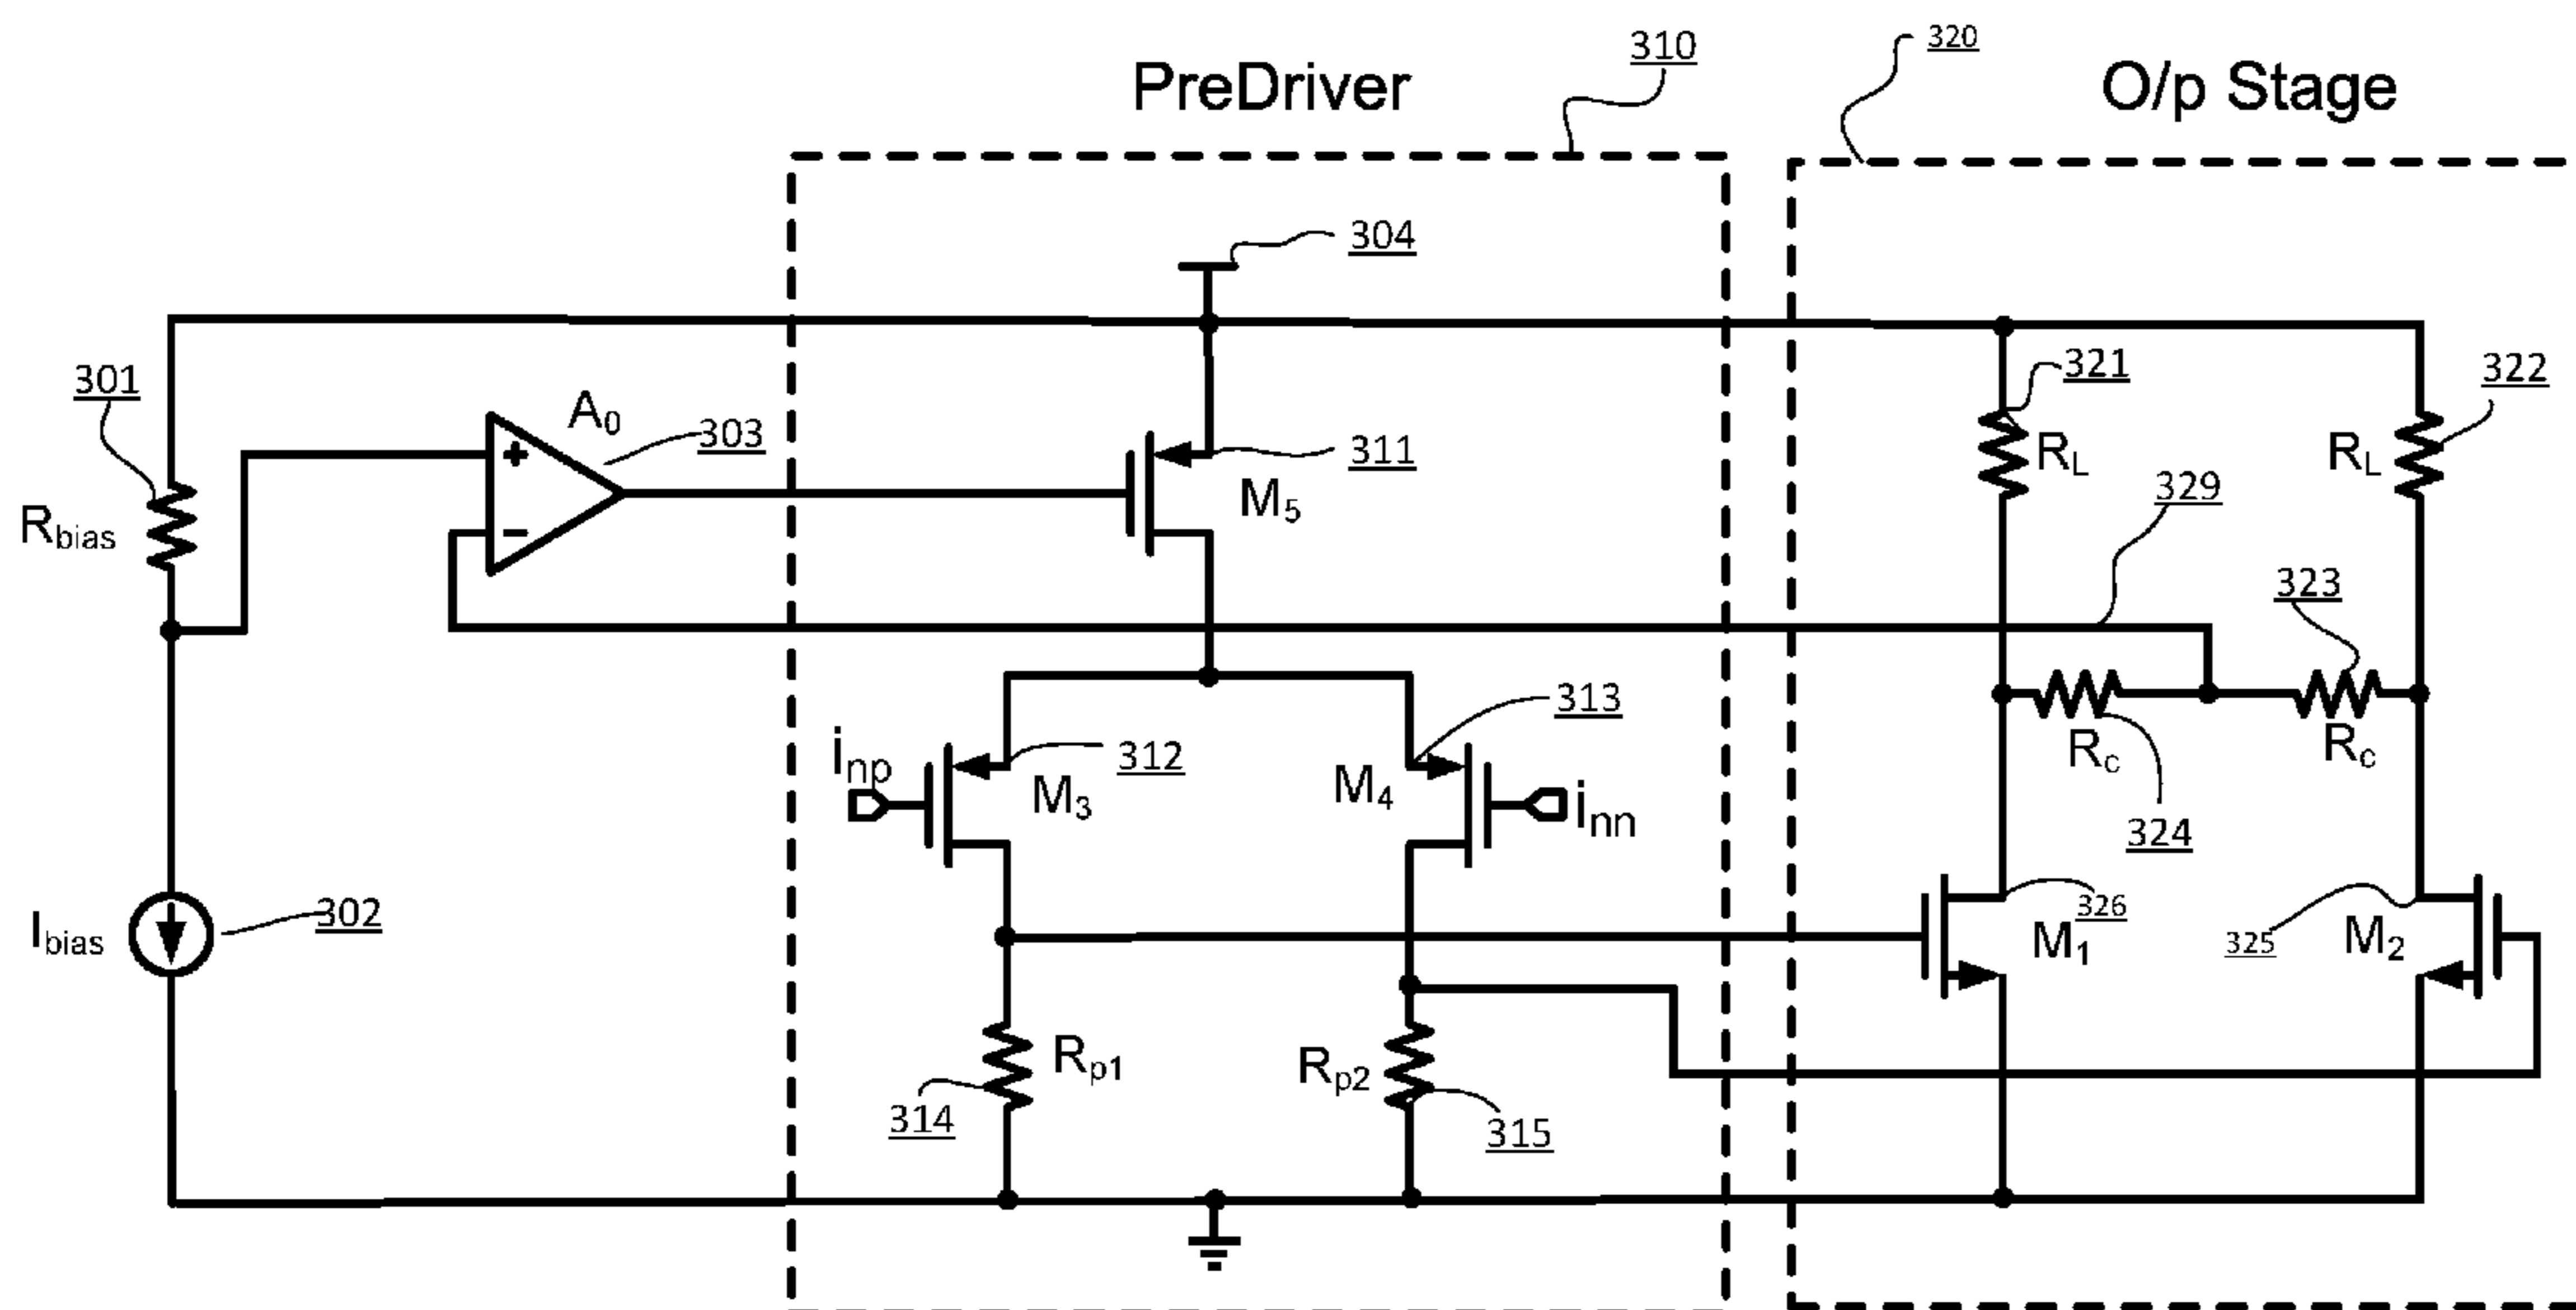 310
320
PreDriver
O/p Stage
304
301
A0
303
311
321
322
Rbias
+
−
M5
RL
RL
329
323
inp
312
M3
M4
313
inn
Rc
Rc
324
Ibias
302
326
M1
325
M2
Rp1
314
Rp2
315